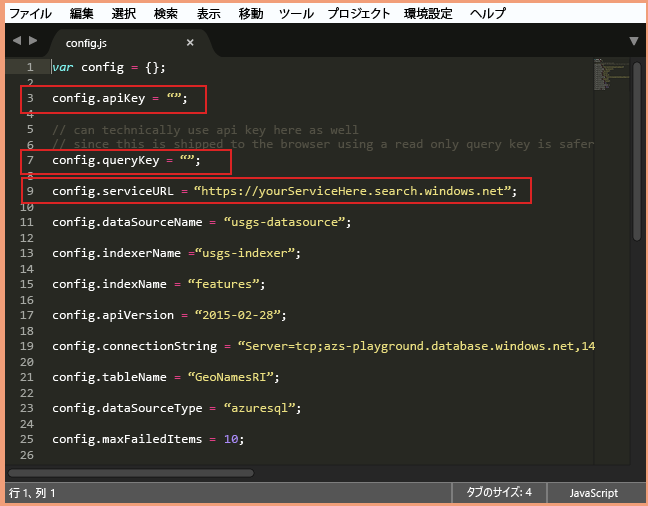 ファイル 編集 選択 検索 表示 移動 ツール プロジェクト 環境設定 ヘルプ
config.js ×
1 var config = {};
2
3 config.apiKey = “”;
4
5 // can technically use api key here as well
6 // since this is shipped to the browser using a read only query key is safer
7 config.queryKey = “”;
8
9 config.serviceURL = “https://yourServiceHere.search.windows.net”;
10
11 config.dataSourceName = “usgs-datasource”;
12
13 config.indexerName =“usgs-indexer”;
14
15 config.indexName = “features”;
16
17 config.apiVersion = “2015-02-28”;
18
19 config.connectionString = “Server=tcp;azs-playground.database.windows.net,14
20
21 config.tableName = “GeoNamesRI”;
22
23 config.dataSourceType = “azuresql”;
24
25 config.maxFailedItems = 10;
26
行 1、列 1 タブのサイズ: 4 JavaScript